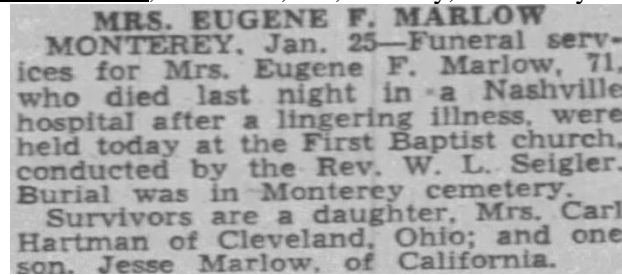 MRS. EUGENE F. MARLOW
MONTEREY, Jan. 25—Funeral serv-
ices for Mrs. Eugene F. Marlow, 71,
who died last night in a Nashville
hospital after a lingering illness, were
held today at the First Baptist church,
conducted by the Rev. W. L. Seigler.
Burial was in Monterey cemetery.
Survivors are a daughter, Mrs. Carl
Hartman of Cleveland, Ohio; and one
son, Jesse Marlow, of California.